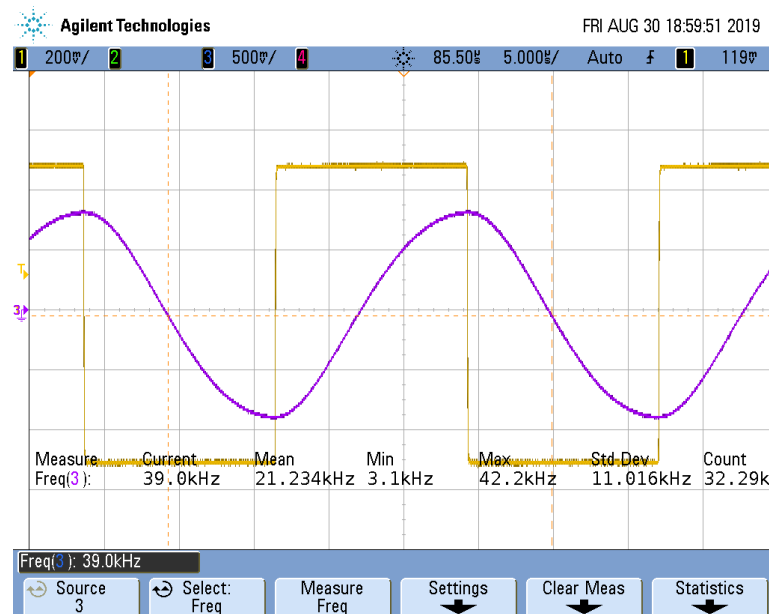 Agilent Technologies FRI AUG 30 18:59:51 2019
1 200mV/ 2 3 500mV/ 4 85.50µs 5.000µs/ Auto 1 119mV
T
3
Measure Current Mean Min Max Std Dev Count
Freq(3): 39.0kHz 21.234kHz 3.1kHz 42.2kHz 11.016kHz 32.29k
Freq(3): 39.0kHz
Source Select: Measure Settings Clear Meas Statistics
3 Freq Freq